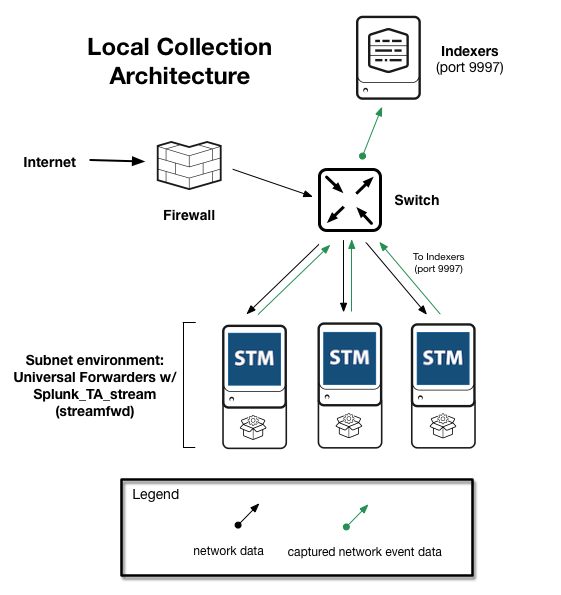 Local Collection
Architecture
Indexers
(port 9997)
Internet
Firewall
Switch
To Indexers
(port 9997)
Subnet environment:
Universal Forwarders w/
Splunk_TA_stream
(streamfwd)
STM
STM
STM
Legend
network data
captured network event data